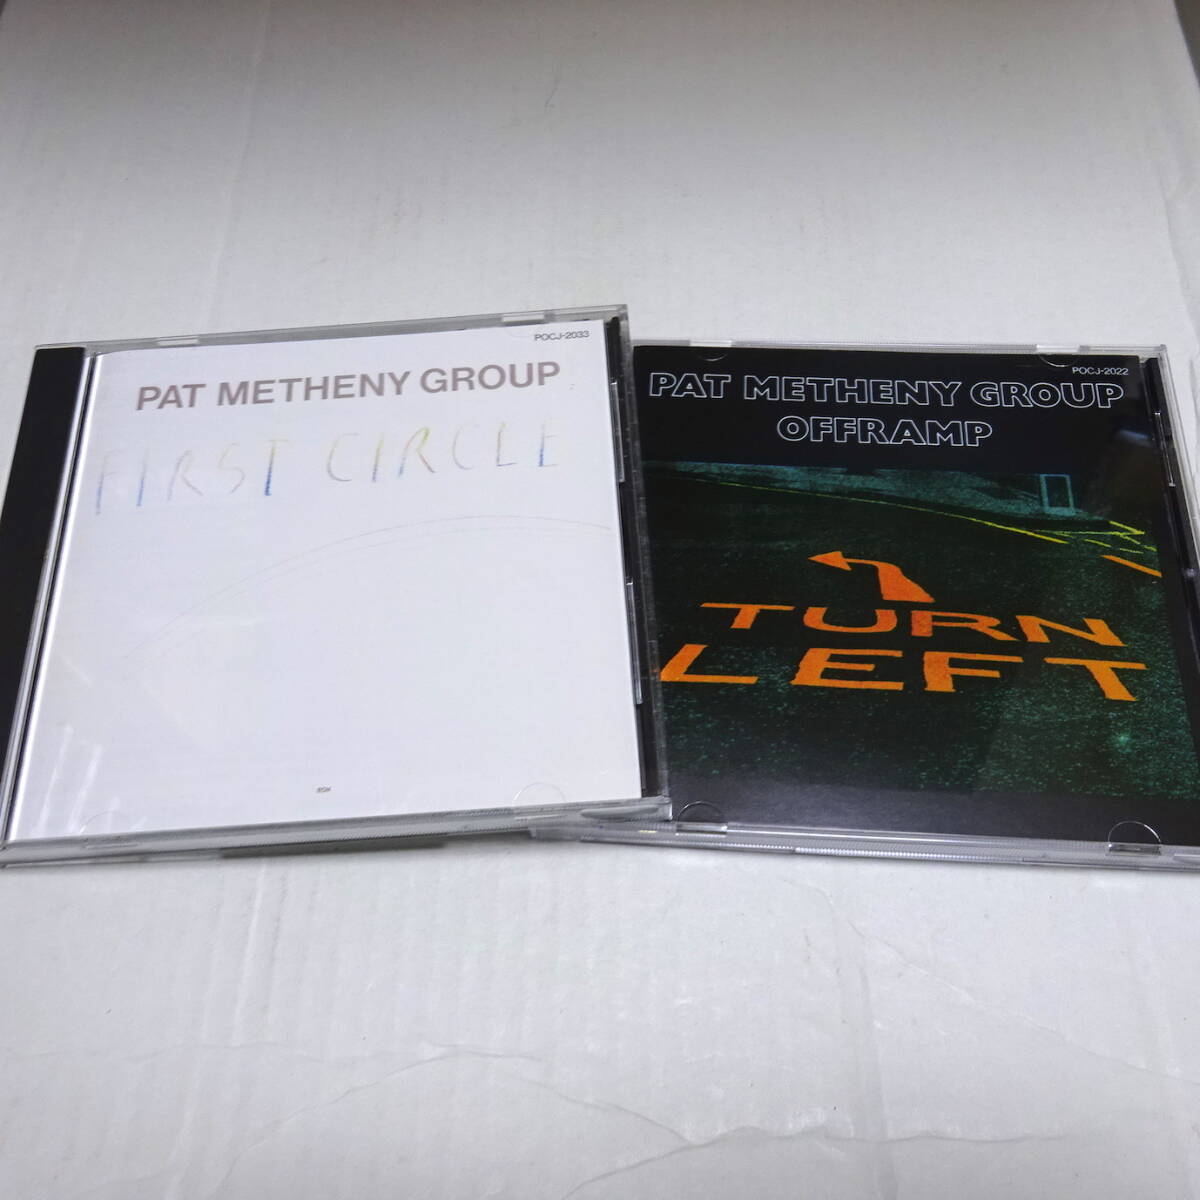 POCJ-2033
PAT METHENY GROUP
FIRST CIRCLE
POCJ-2022
PAT METHENY GROUP
OFFRAMP
TURN
LEFT